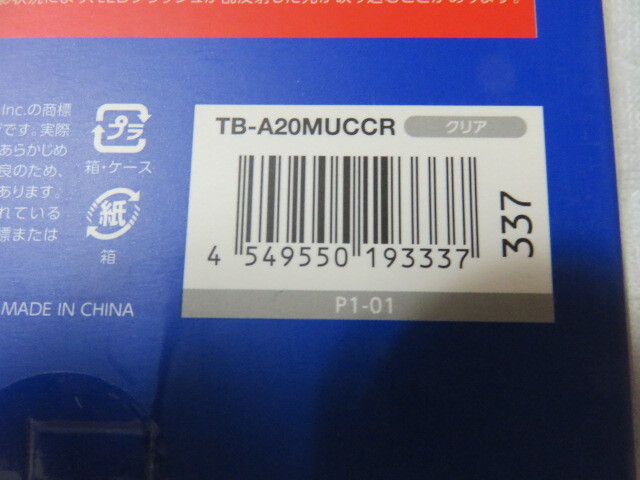 Inc.の商標
です。実際
あらかじめ
良のため、
あります。
れている
標または
プラ
箱・ケース
紙
箱
MADE IN CHINA
TB-A20MUCCR クリア
4 549550 193337
337
P1-01